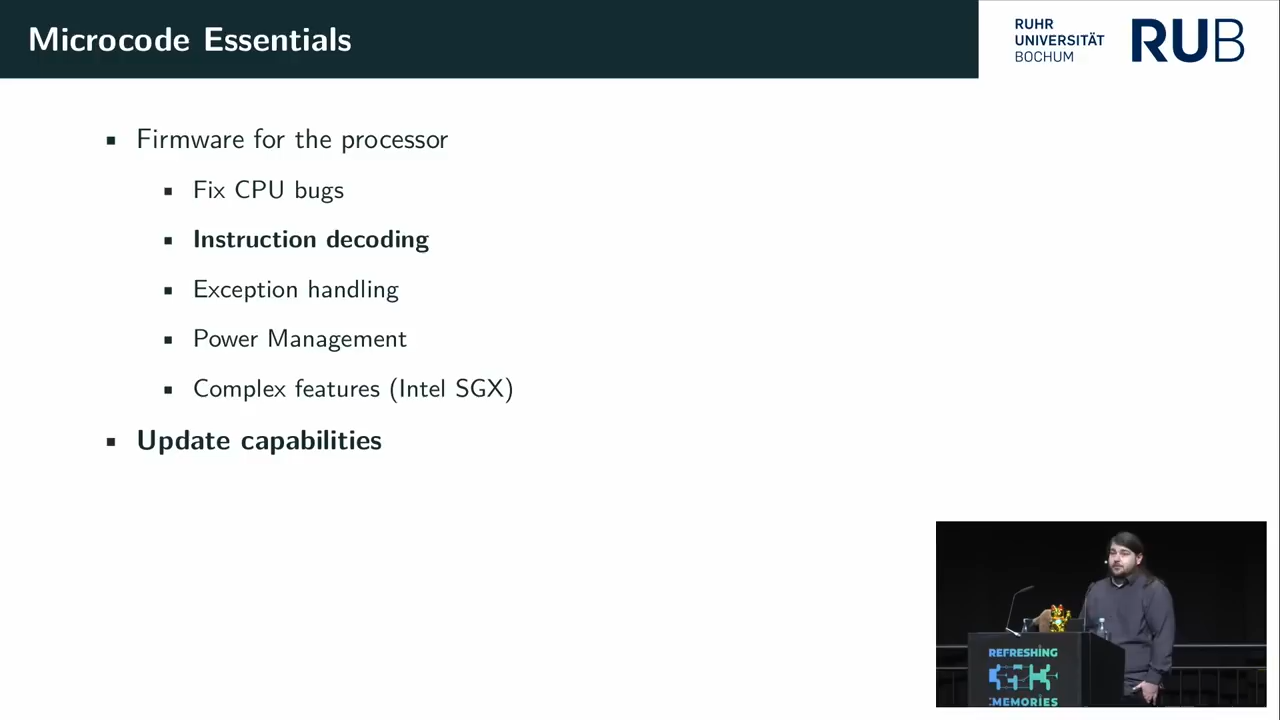 Microcode Essentials
RUHR
UNIVERSITÄT
BOCHUM
RUB
Firmware for the processor
Fix CPU bugs
Instruction decoding
Exception handling
Power Management
Complex features (Intel SGX)
Update capabilities
REFRESHING
MEMORIES